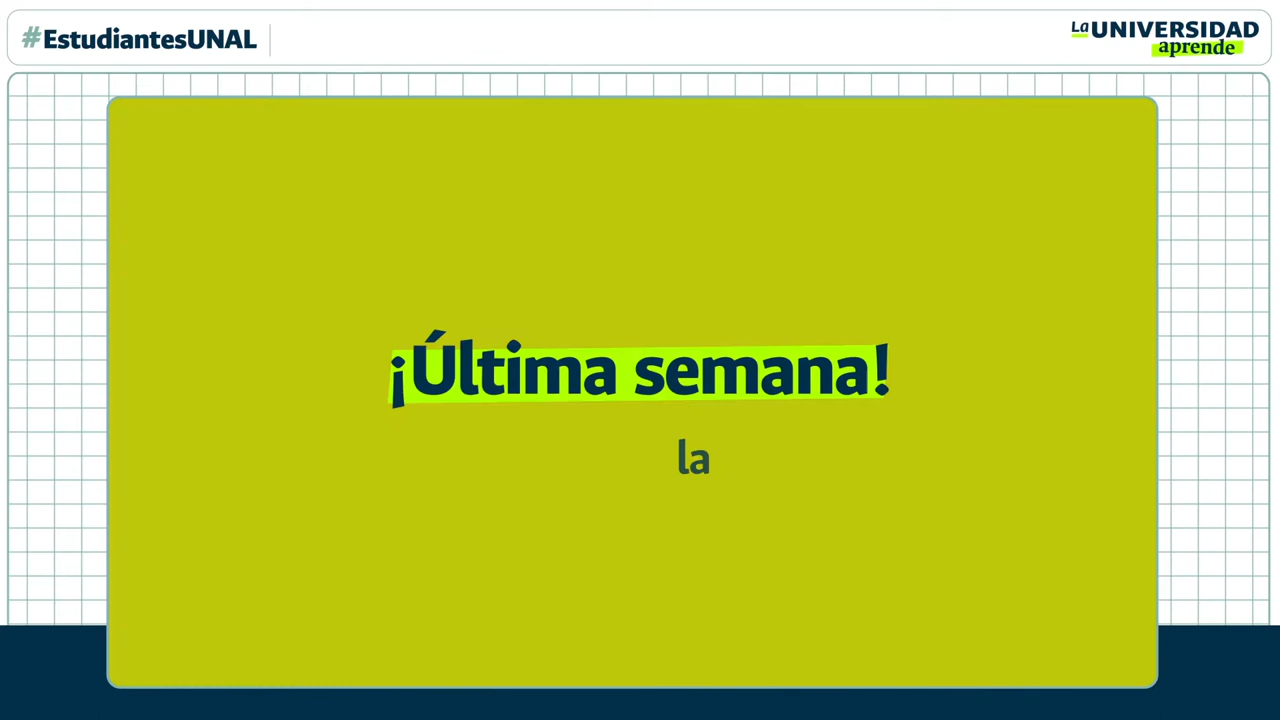 #EstudiantesUNAL
La UNIVERSIDAD
aprende
¡Última semana!
la